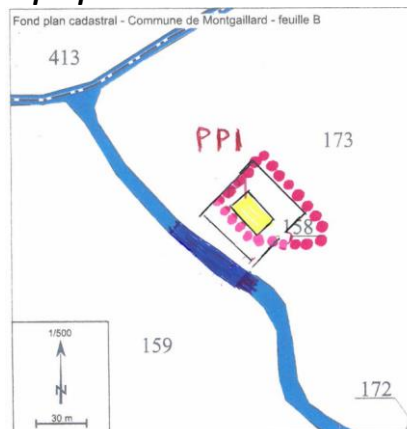 Fond plan cadastral - Commune de Montgaillard - feuille B
413
PPI
173
158
159
1/500
N
30 m
172